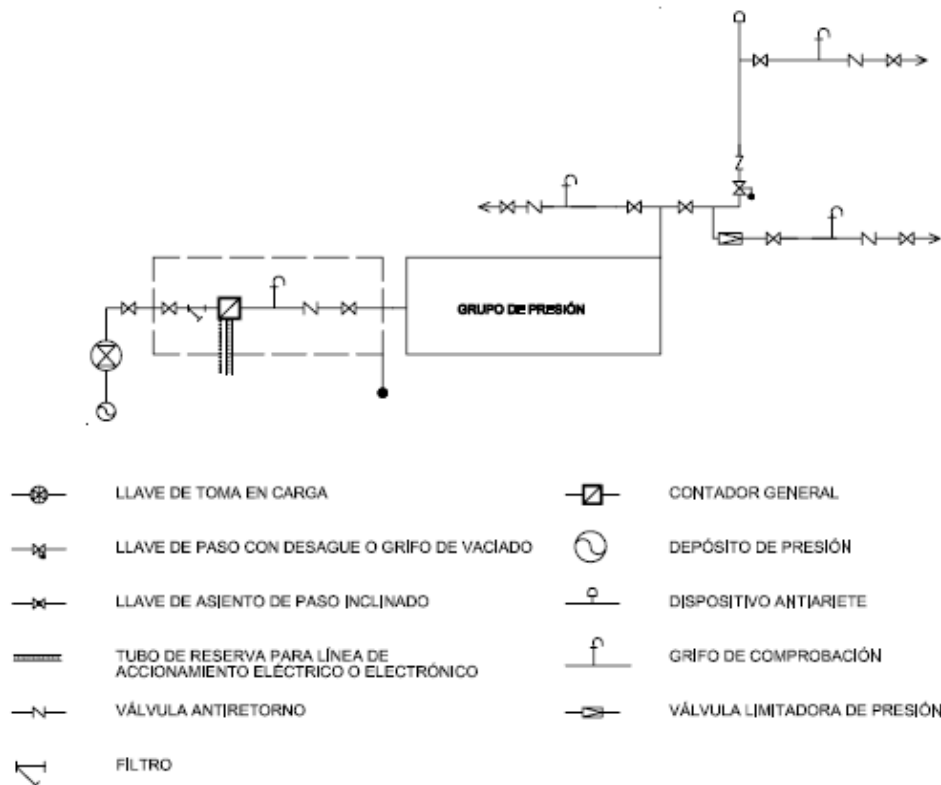 GRUPO DE PRESIÓN
LLAVE DE TOMA EN CARGA
CONTADOR GENERAL
LLAVE DE PASO CON DESAGUE O GRIFO DE VACIADO
DEPÓSITO DE PRESIÓN
LLAVE DE ASIENTO DE PASO INCLINADO
DISPOSITIVO ANTIARIETE
TUBO DE RESERVA PARA LÍNEA DE
ACCIONAMIENTO ELÉCTRICO O ELECTRÓNICO
GRIFO DE COMPROBACIÓN
VÁLVULA ANTIRETORNO
VÁLVULA LIMITADORA DE PRESIÓN
FILTRO